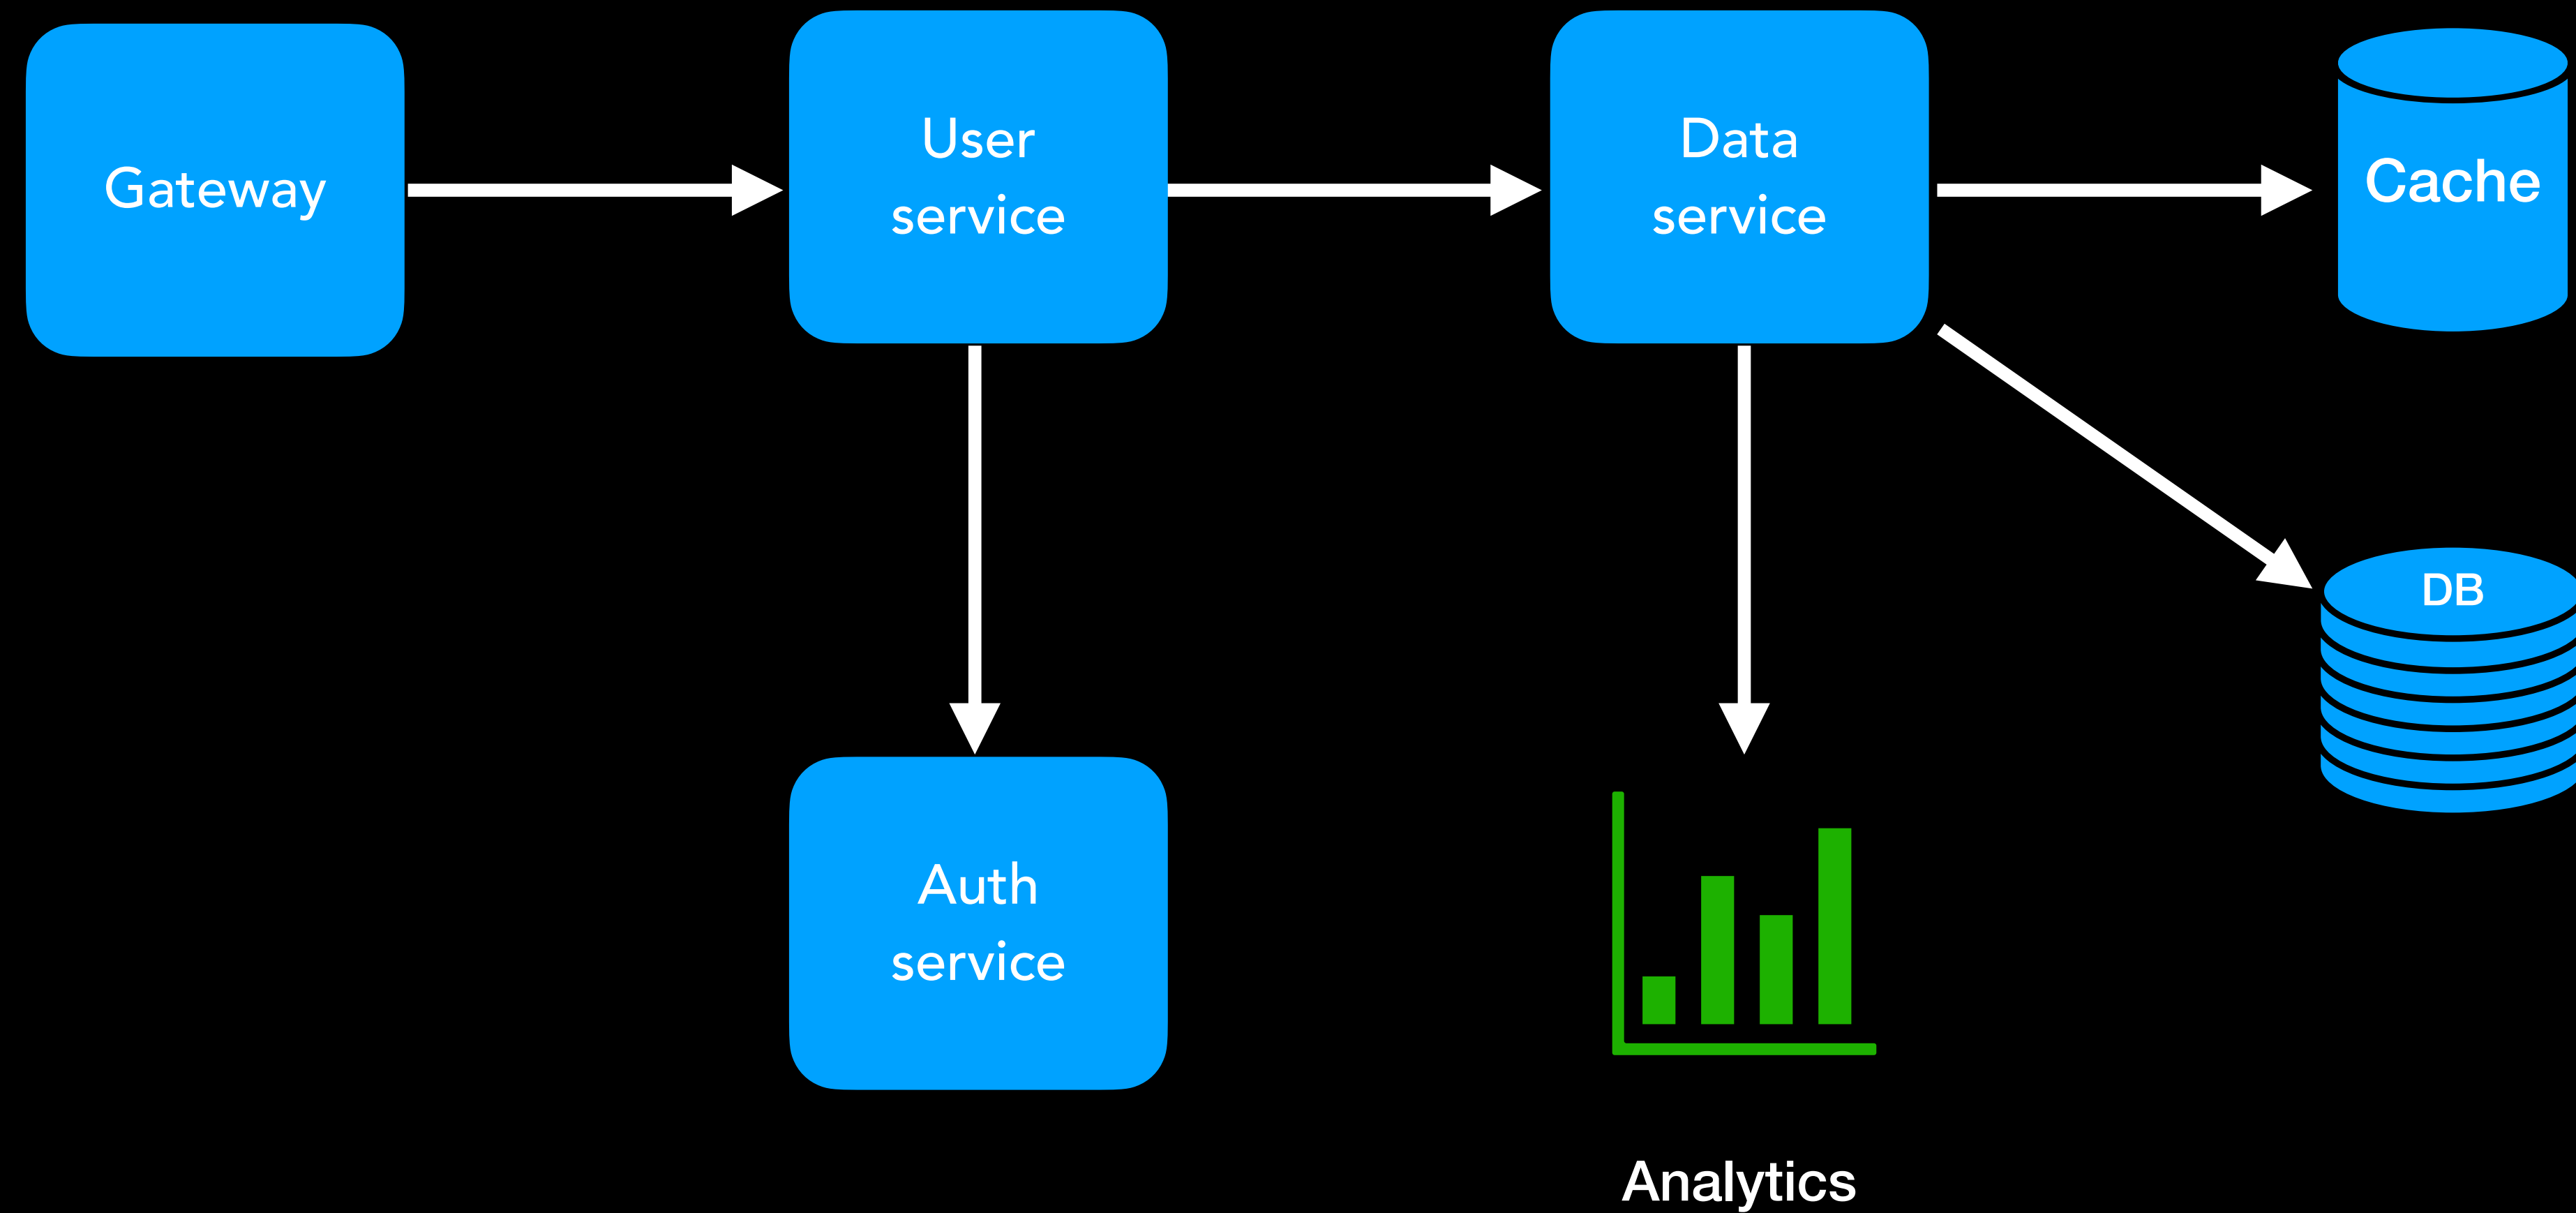 Gateway
User
service
Data
service
Cache
DB
Auth
service
Analytics